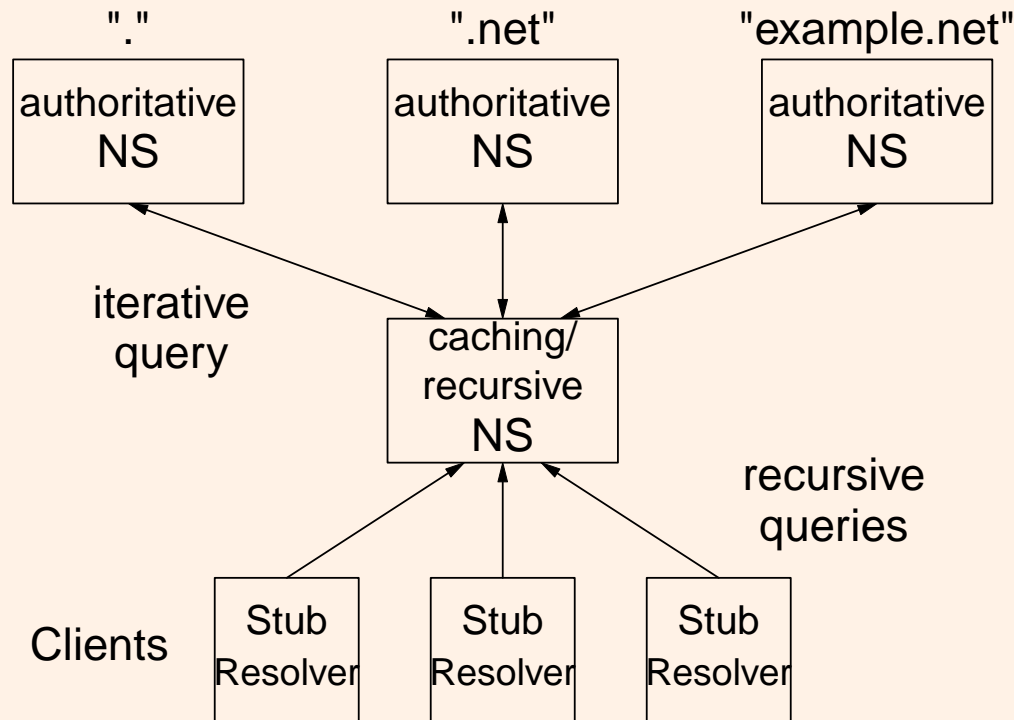 "."
".net"
"example.net"
authoritative
NS
authoritative
NS
authoritative
NS
iterative
query
caching/
recursive
NS
recursive
queries
Clients
Stub
Resolver
Stub
Resolver
Stub
Resolver